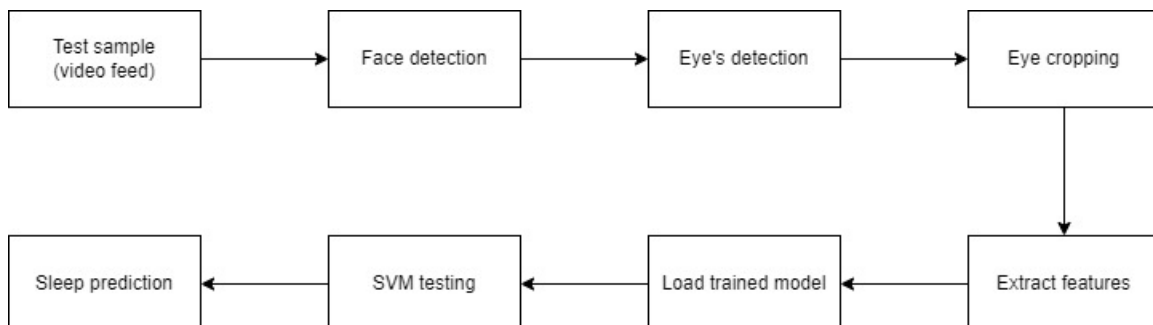 Test sample
(video feed)
Face detection
Eye's detection
Eye cropping
Extract features
Load trained model
SVM testing
Sleep prediction